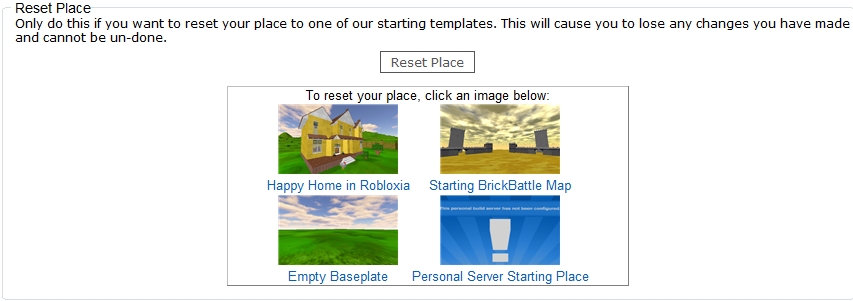 Reset Place
Only do this if you want to reset your place to one of our starting templates. This will cause you to lose any changes you have made
and cannot be un-done.
Reset Place
To reset your place, click an image below:
Happy Home in Robloxia
Starting BrickBattle Map
This personal build server has not been configured.
Empty Baseplate
Personal Server Starting Place